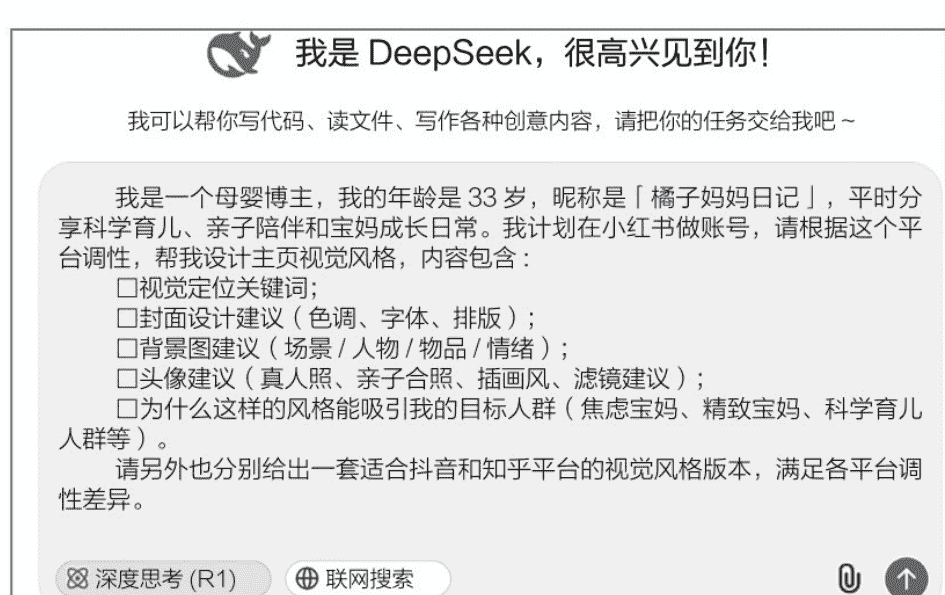 我是 DeepSeek，很高兴见到你！
我可以帮你写代码、读文件、写作各种创意内容，请把你的任务交给我吧 ~
我是一个母婴博主，我的年龄是 33 岁，昵称是「橘子妈妈日记」，平时分
享科学育儿、亲子陪伴和宝妈成长日常。我计划在小红书做账号，请根据这个平
台调性，帮我设计主页视觉风格，内容包含：
□视觉定位关键词；
□封面设计建议（色调、字体、排版）；
□背景图建议（场景 / 人物 / 物品 / 情绪）；
□头像建议（真人照、亲子合照、插画风、滤镜建议）；
□为什么这样的风格能吸引我的目标人群（焦虑宝妈、精致宝妈、科学育儿
人群等）。
请另外也分别给出一套适合抖音和知乎平台的视觉风格版本，满足各平台调
性差异。
深度思考 (R1)
联网搜索